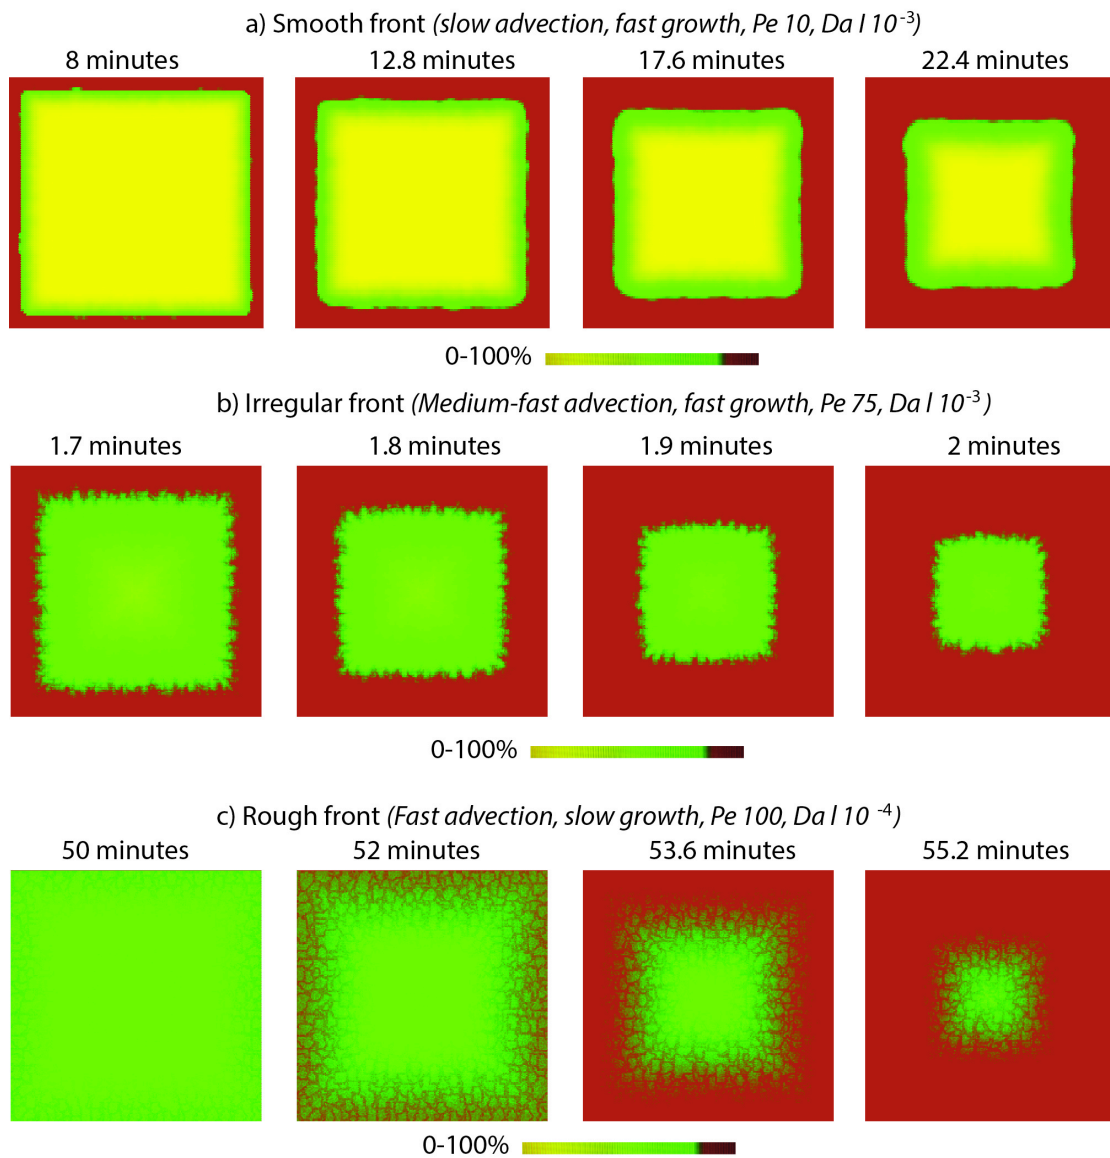 a) Smooth front (slow advection, fast growth, Pe 10, Da l 10⁻³)
8 minutes 12.8 minutes 17.6 minutes 22.4 minutes
0-100%
b) Irregular front (Medium-fast advection, fast growth, Pe 75, Da l 10⁻³)
1.7 minutes 1.8 minutes 1.9 minutes 2 minutes
0-100%
c) Rough front (Fast advection, slow growth, Pe 100, Da l 10⁻⁴)
50 minutes 52 minutes 53.6 minutes 55.2 minutes
0-100%